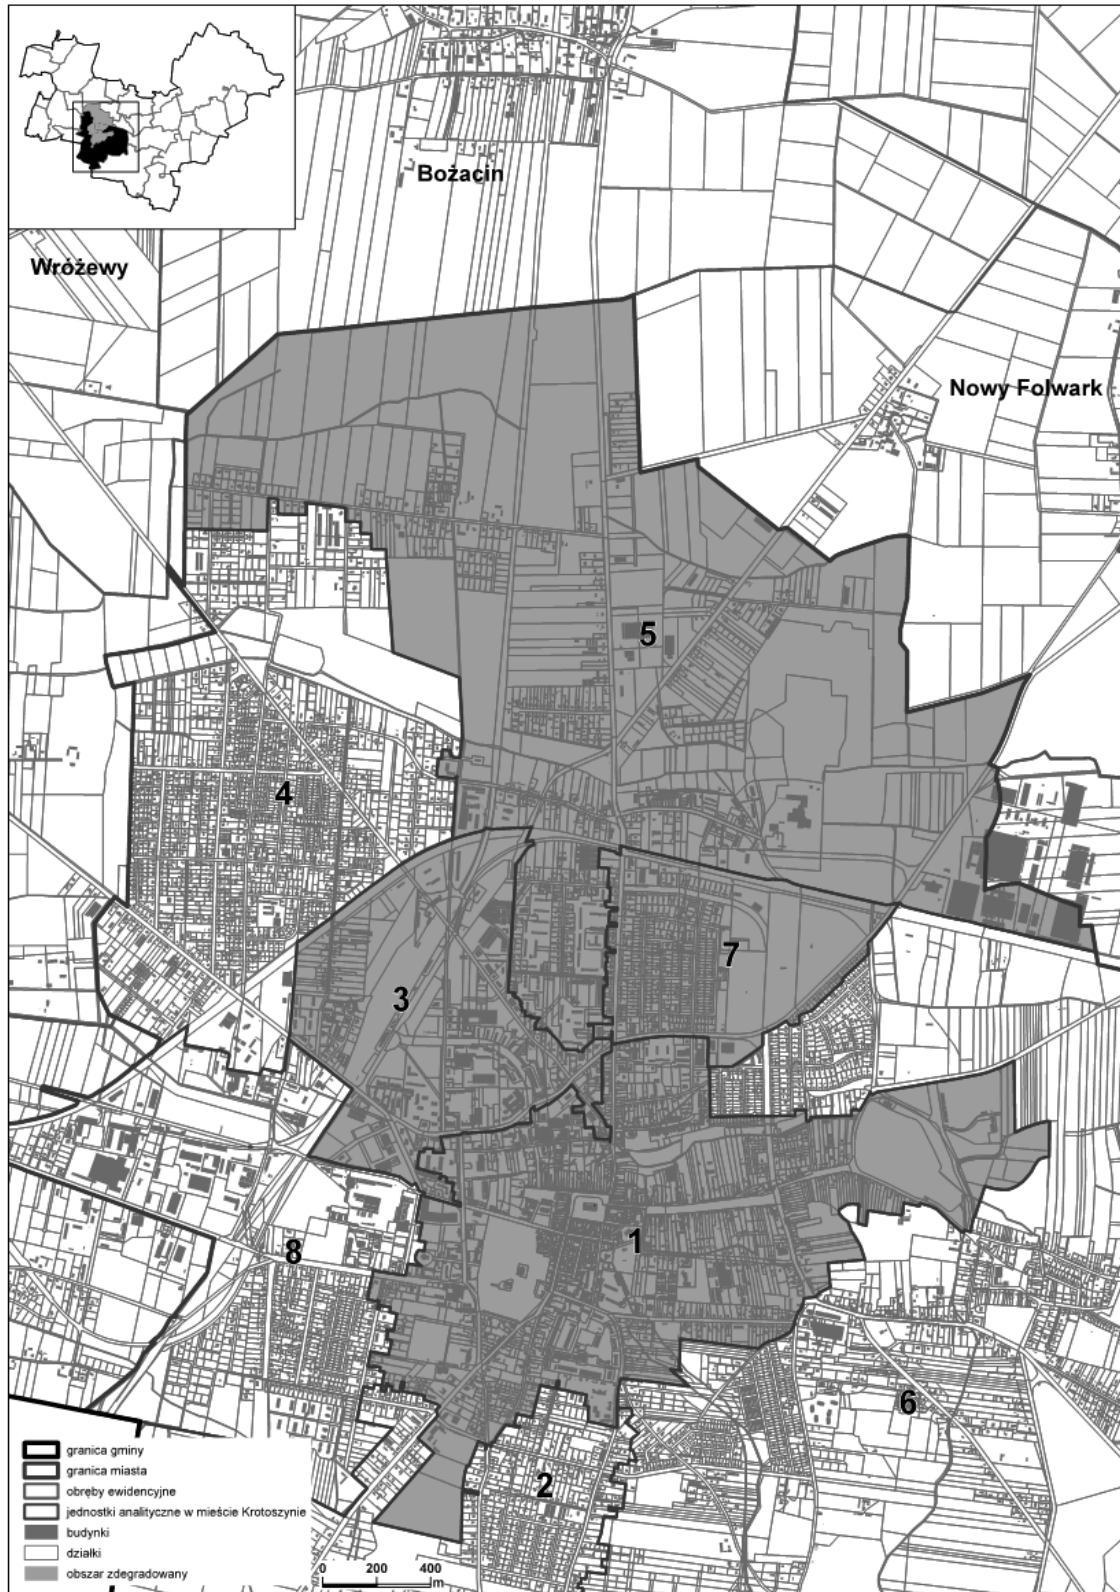 Bożacin
Wróżewy
Nowy Folwark
5
4
7
3
1
8
6
2
granica gminy
granica miasta
obręby ewidencyjne
jednostki analityczne w mieście Krotoszynie
budynki
działki
obszar zdegradowany
0 200 400
m